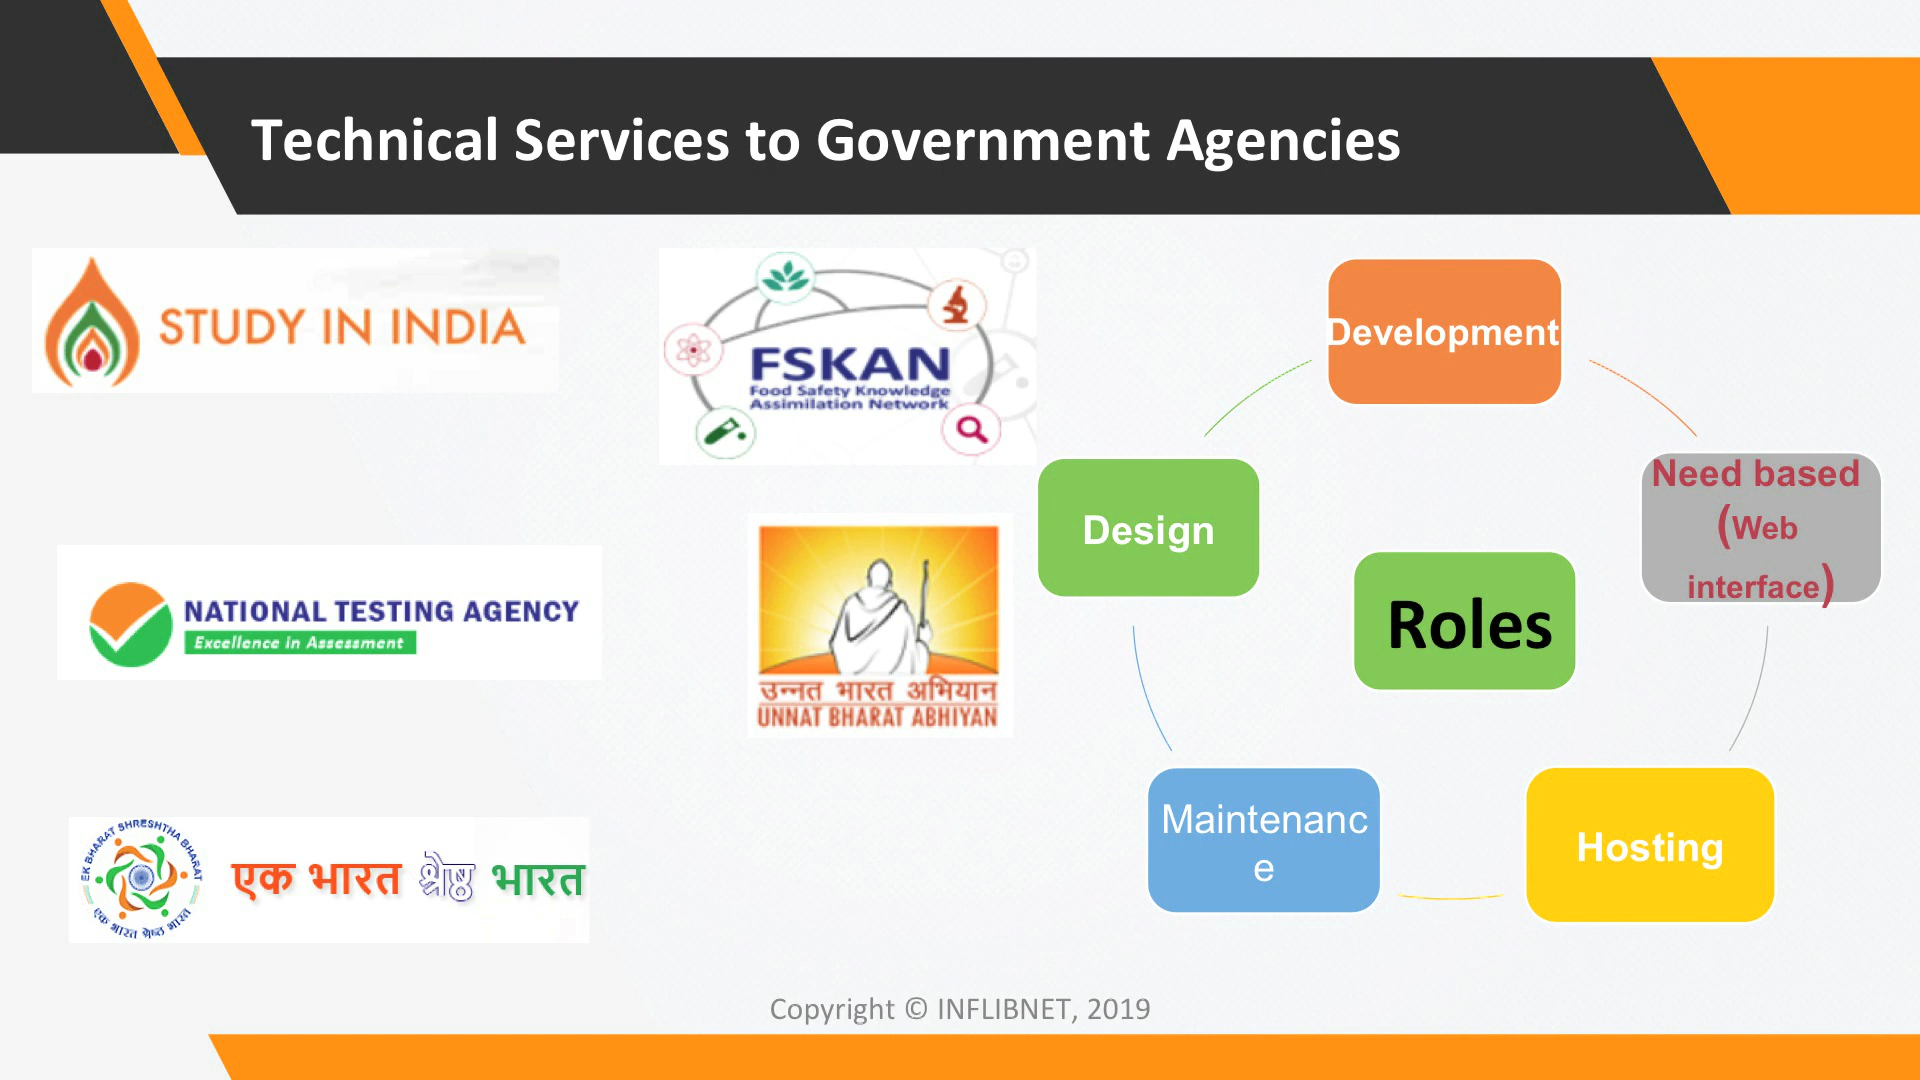 Technical Services to Government Agencies
STUDY IN INDIA
FSKAN
Food Safety Knowledge
Assimilation Network
NATIONAL TESTING AGENCY
Excellence in Assessment
उन्नत भारत अभियान
UNNAT BHARAT ABHIYAN
EK BHARAT SHRESHTHA BHARAT
एक भारत श्रेष्ठ भारत
एक भारत श्रेष्ठ भारत
Development
Need based
(Web
interface)
Design
Roles
Maintenanc
e
Hosting
Copyright © INFLIBNET, 2019